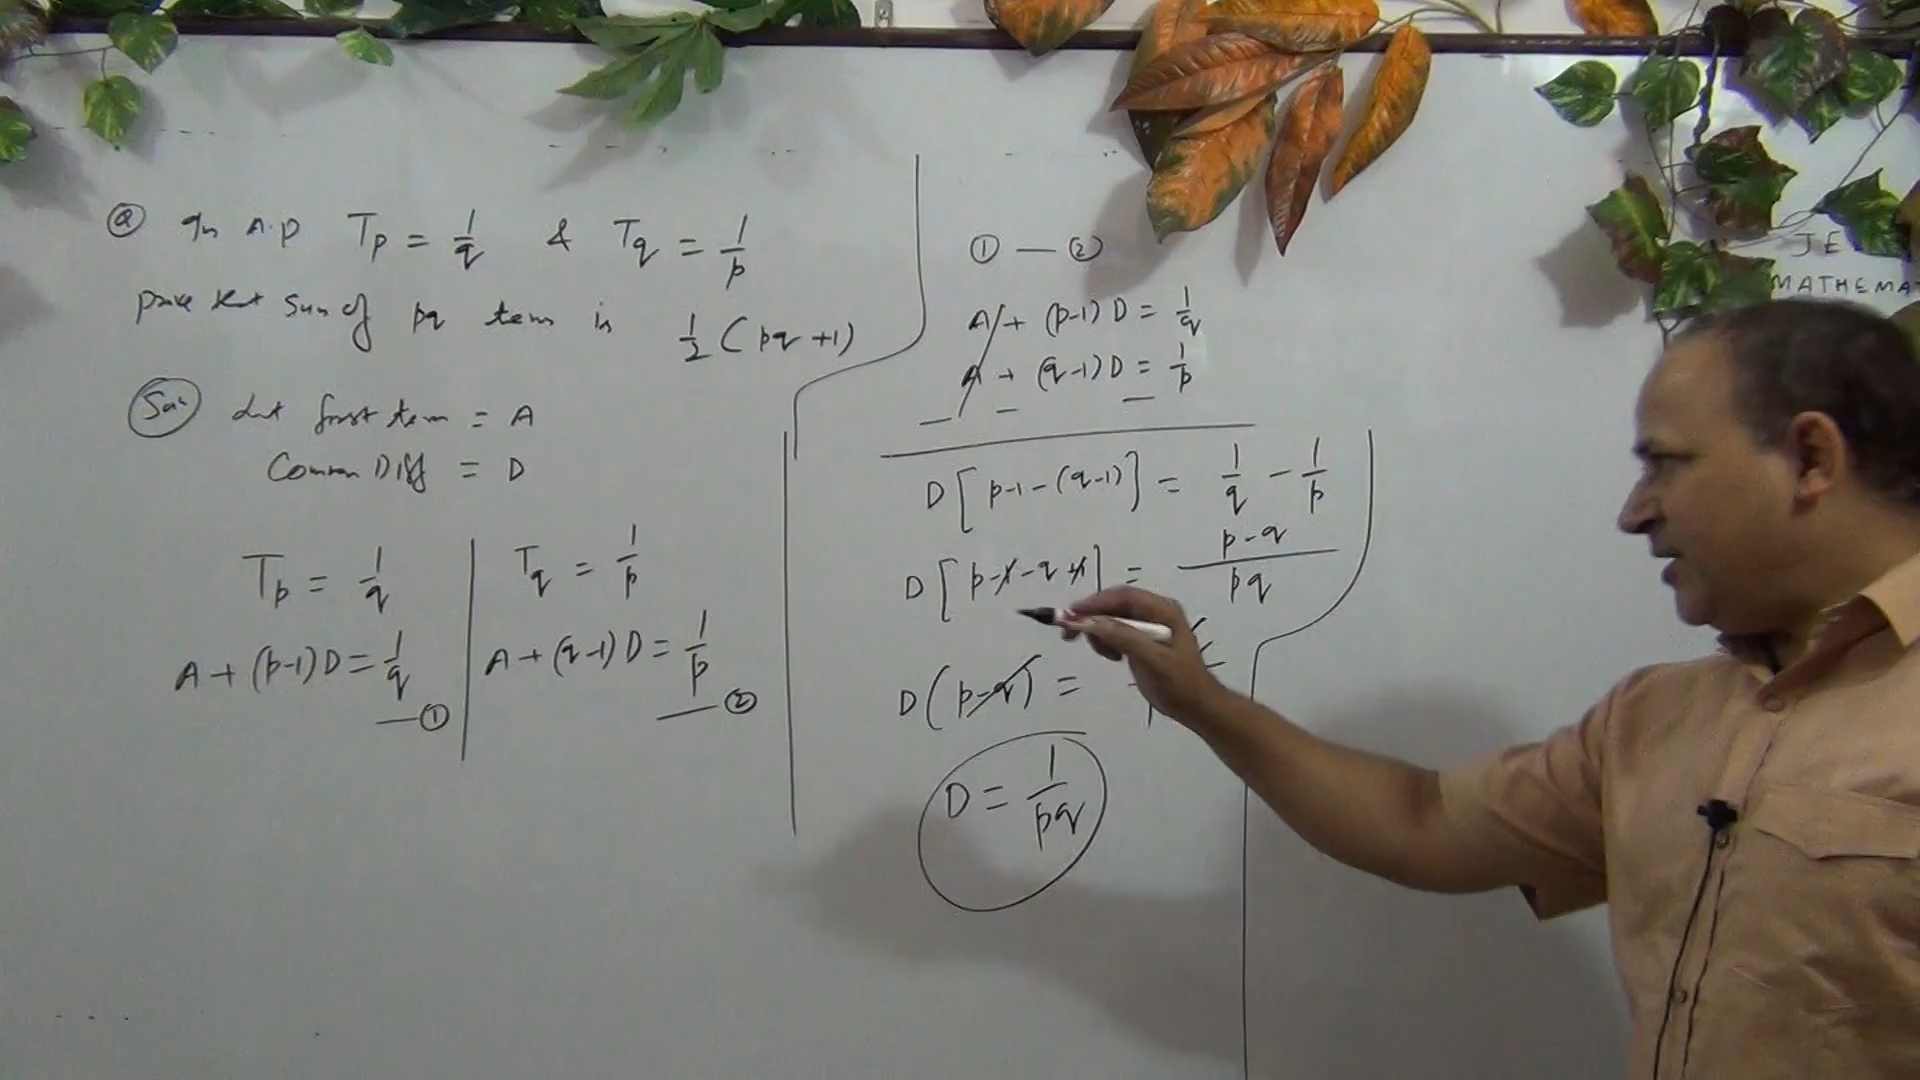 Q In A.P Tp = 1/q & Tq = 1/p
prove that sum of pq term is 1/2 (pq+1)
Sol Let first term = A
Common Diff = D
Tp = 1/q
A + (p-1)D = 1/q — ①
Tq = 1/p
A + (q-1)D = 1/p — ②
① — ②
A + (p-1)D = 1/q
A + (q-1)D = 1/p
— — —
D[p-1-(q-1)] = 1/q - 1/p
D[p-1-q+1] = p-q/pq
D(p-q) =
D = 1/pq
JE
MATHEMA